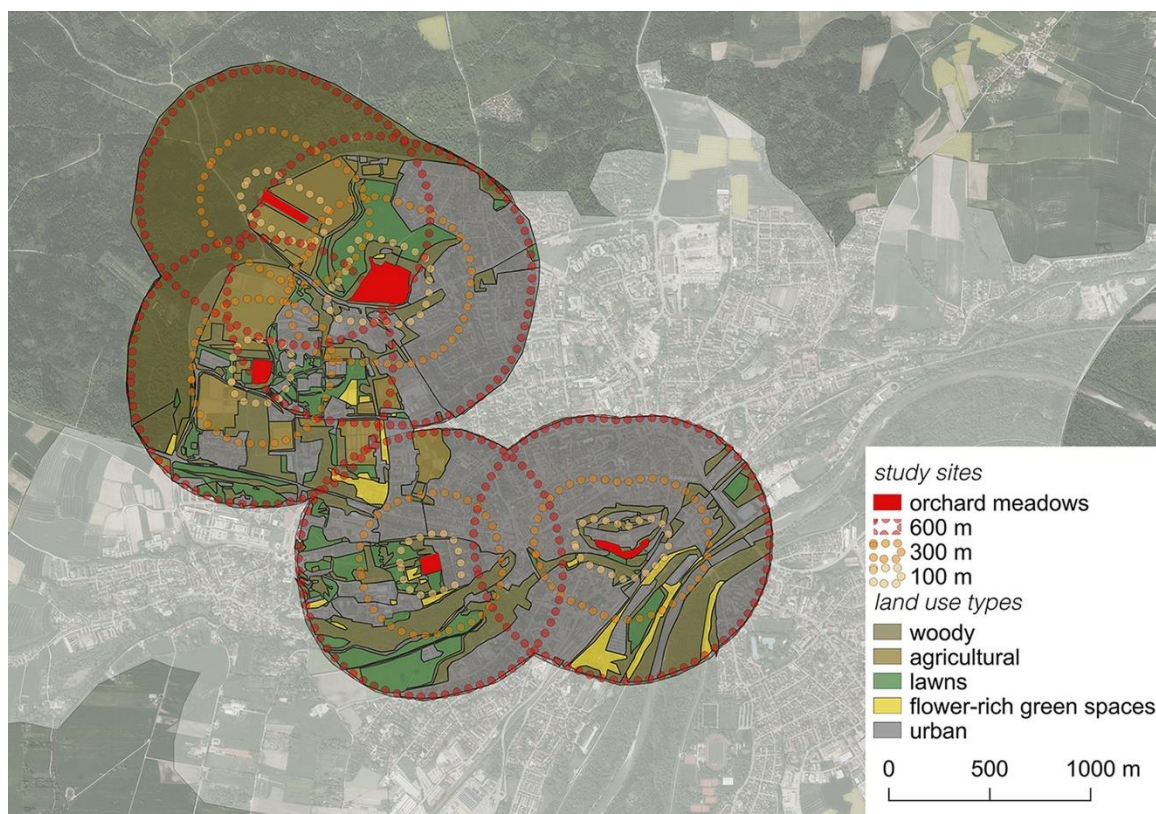 study sites
orchard meadows
600 m
300 m
100 m
land use types
woody
agricultural
lawns
flower-rich green spaces
urban
0 500 1000 m